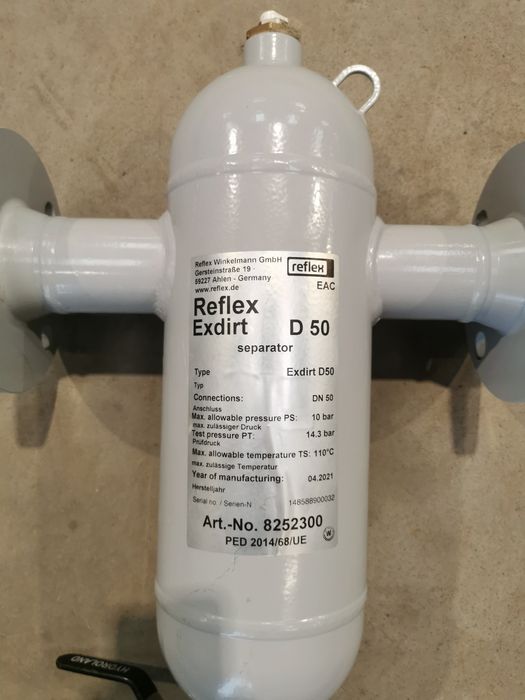 Reflex Winkelmann GmbH
Gersteinstraße 19 -
59227 Ahlen - Germany
www.reflex.de
reflex
EAC
Reflex
Exdirt D 50
separator
Type Exdirt D50
Typ
Connections: DN 50
Anschluss
Max. allowable pressure PS: 10 bar
max. zulässiger Druck
Test pressure PT: 14.3 bar
Prüfdruck
Max. allowable temperature TS: 110°C
max. zulässige Temperatur
Year of manufacturing: 04.2021
Herstelljahr
Serial no. / Serien-N 148588900032
Art.-No. 8252300
PED 2014/68/UE
W
HYDROLAND